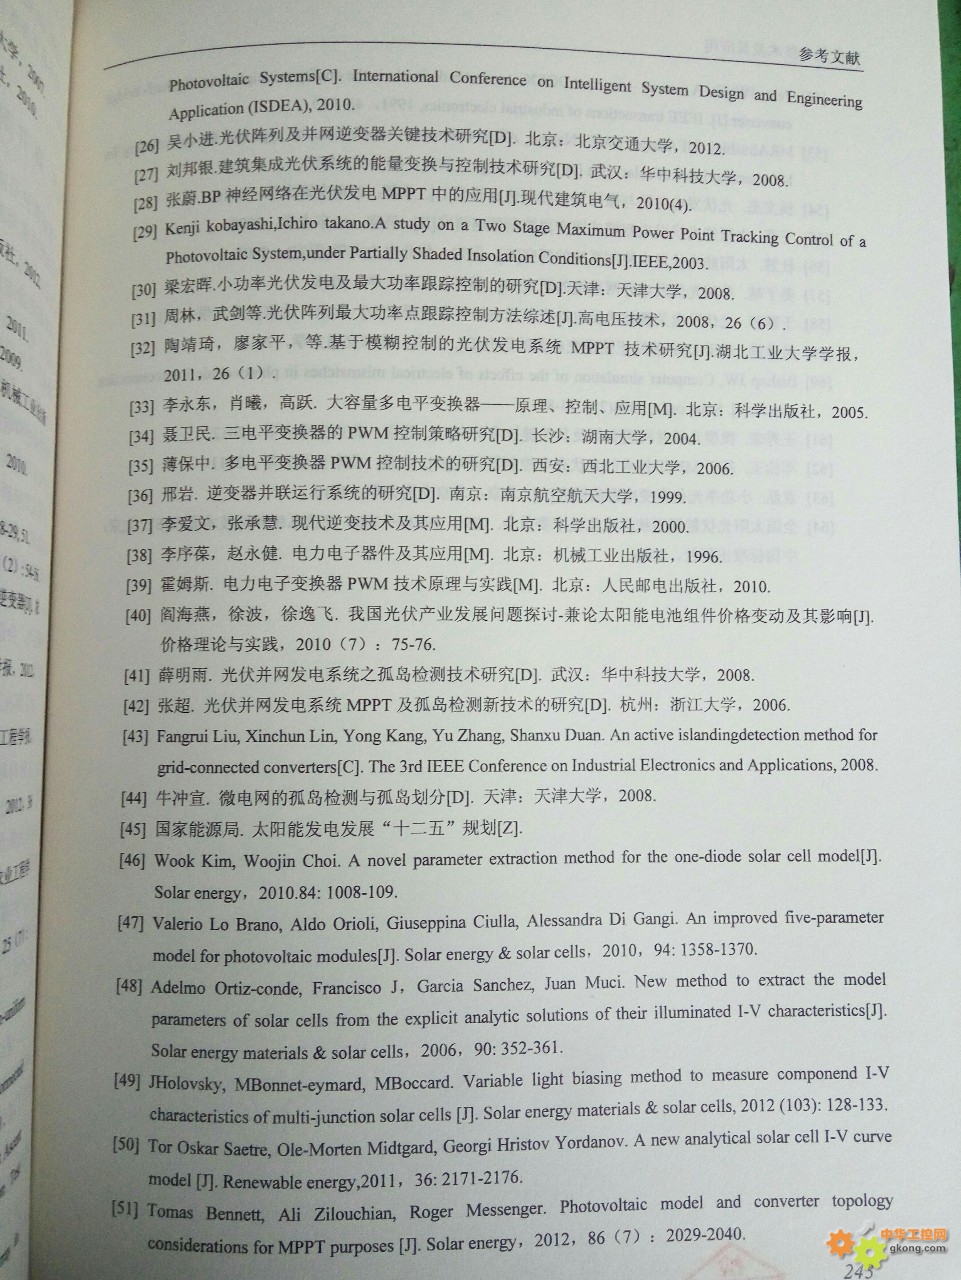 参考文献
Photovoltaic Systems[C]. International Conference on Intelligent System Design and Engineering
Application (ISDEA), 2010.
[26] 吴小进.光伏阵列及并网逆变器关键技术研究[D]. 北京：北京交通大学，2012.
[27] 刘邦银.建筑集成光伏系统的能量变换与控制技术研究[D]. 武汉：华中科技大学，2008.
[28] 张蔚.BP 神经网络在光伏发电 MPPT 中的应用[J].现代建筑电气，2010(4).
[29] Kenji kobayashi,Ichiro takano.A study on a Two Stage Maximum Power Point Tracking Control of a
Photovoltaic System,under Partially Shaded Insolation Conditions[J].IEEE,2003.
[30] 梁宏晖.小功率光伏发电及最大功率跟踪控制的研究[D].天津：天津大学，2008.
[31] 周林，武剑等.光伏阵列最大功率点跟踪控制方法综述[J].高电压技术，2008，26（6）.
[32] 陶靖琦，廖家平，等.基于模糊控制的光伏发电系统 MPPT 技术研究[J].湖北工业大学学报，
2011，26（1）.
[33] 李永东，肖曦，高跃. 大容量多电平变换器——原理、控制、应用[M]. 北京：科学出版社，2005.
[34] 聂卫民. 三电平变换器的 PWM 控制策略研究[D]. 长沙：湖南大学，2004.
[35] 薄保中. 多电平变换器 PWM 控制技术的研究[D]. 西安：西北工业大学，2006.
[36] 邢岩. 逆变器并联运行系统的研究[D]. 南京：南京航空航天大学，1999.
[37] 李爱文，张承慧. 现代逆变技术及其应用[M]. 北京：科学出版社，2000.
[38] 李序葆，赵永健. 电力电子器件及其应用[M]. 北京：机械工业出版社，1996.
[39] 霍姆斯. 电力电子变换器 PWM 技术原理与实践[M]. 北京：人民邮电出版社，2010.
[40] 阎海燕，徐波，徐逸飞. 我国光伏产业发展问题探讨-兼论太阳能电池组件价格变动及其影响[J].
价格理论与实践，2010（7）：75-76.
[41] 薛明雨. 光伏并网发电系统之孤岛检测技术研究[D]. 武汉：华中科技大学，2008.
[42] 张超. 光伏并网发电系统 MPPT 及孤岛检测新技术的研究[D]. 杭州：浙江大学，2006.
[43] Fangrui Liu, Xinchun Lin, Yong Kang, Yu Zhang, Shanxu Duan. An active islandingdetection method for
grid-connected converters[C]. The 3rd IEEE Conference on Industrial Electronics and Applications, 2008.
[44] 牛冲宣. 微电网的孤岛检测与孤岛划分[D]. 天津：天津大学，2008.
[45] 国家能源局. 太阳能发电发展“十二五”规划[Z].
[46] Wook Kim, Woojin Choi. A novel parameter extraction method for the one-diode solar cell model[J].
Solar energy，2010.84: 1008-109.
[47] Valerio Lo Brano, Aldo Orioli, Giuseppina Ciulla, Alessandra Di Gangi. An improved five-parameter
model for photovoltaic modules[J]. Solar energy & solar cells，2010，94: 1358-1370.
[48] Adelmo Ortiz-conde, Francisco J，Garcia Sanchez, Juan Muci. New method to extract the model
parameters of solar cells from the explicit analytic solutions of their illuminated I-V characteristics[J].
Solar energy materials & solar cells，2006，90: 352-361.
[49] JHolovsky, MBonnet-eymard, MBoccard. Variable light biasing method to measure componend I-V
characteristics of multi-junction solar cells [J]. Solar energy materials & solar cells, 2012 (103): 128-133.
[50] Tor Oskar Saetre, Ole-Morten Midtgard, Georgi Hristov Yordanov. A new analytical solar cell I-V curve
model [J]. Renewable energy,2011，36: 2171-2176.
[51] Tomas Bennett, Ali Zilouchian, Roger Messenger. Photovoltaic model and converter topology
considerations for MPPT purposes [J]. Solar energy，2012，86（7）：2029-2040.
243
中华工控网
gkong.com